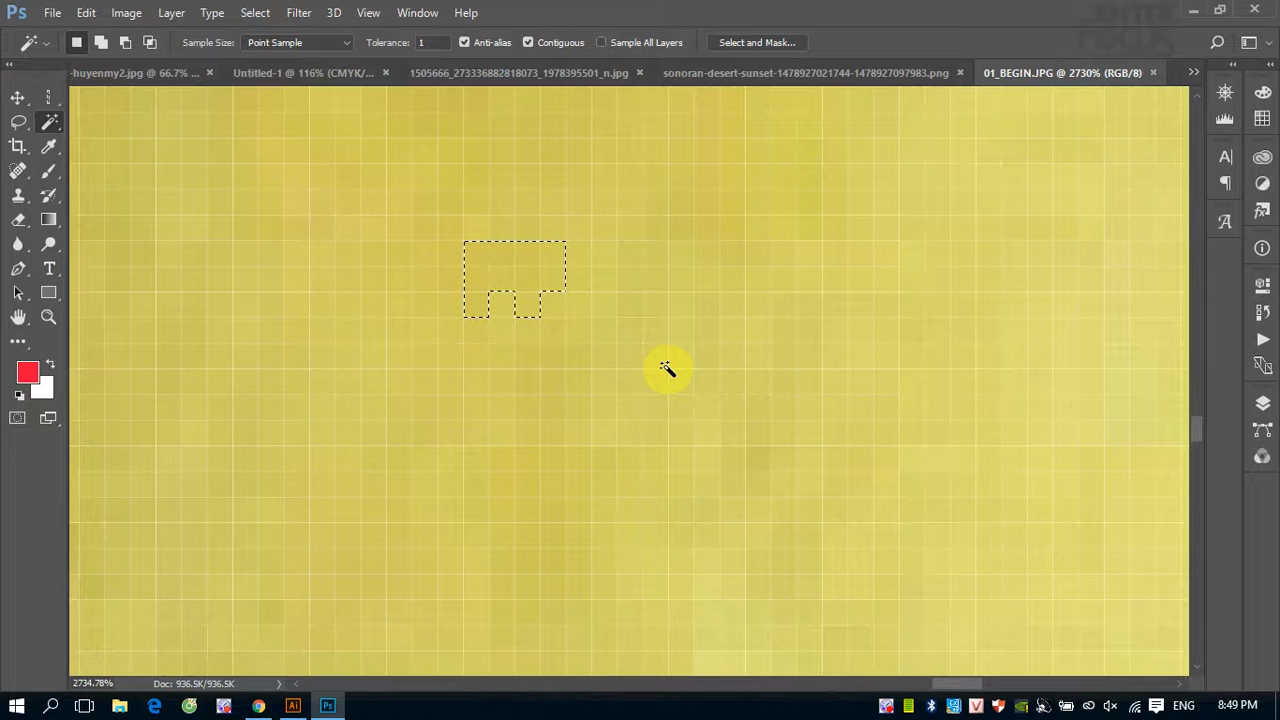 Ps File Edit Image Layer Type Select Filter 3D View Window Help
Sample Size: Point Sample Tolerance: 1 Anti-alias Contiguous Sample All Layers Select and Mask...
-huyenmy2.jpg @ 66.7% ... × Untitled-1 @ 116% (CMYK/... × 1505666_273336882818073_1978395501_n.jpg × sonoran-desert-sunset-1478927021744-1478927097983.png × 01_BEGIN.JPG @ 2730% (RGB/8) ×
2734.78% Doc: 936.5K/936.5K
Ai Ps ENG 8:49 PM